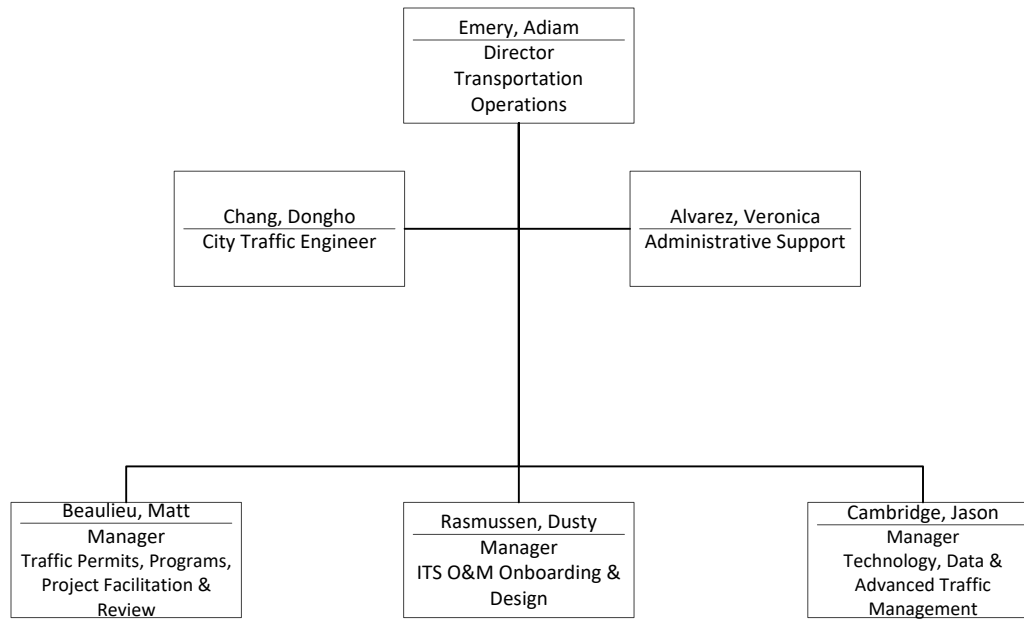 Emery, Adiam
Director
Transportation
Operations
Chang, Dongho
City Traffic Engineer
Alvarez, Veronica
Administrative Support
Beaulieu, Matt
Manager
Traffic Permits, Programs,
Project Facilitation &
Review
Rasmussen, Dusty
Manager
ITS O&M Onboarding &
Design
Cambridge, Jason
Manager
Technology, Data &
Advanced Traffic
Management